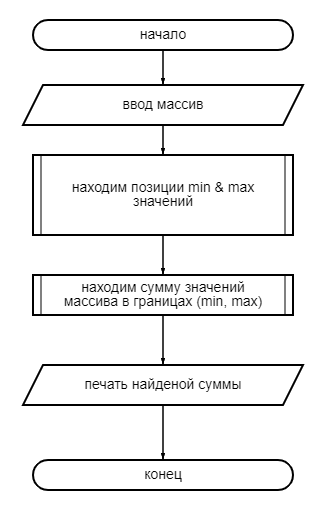 начало
ввод массив
находим позиции min & max
значений
находим сумму значений
массива в границах (min, max)
печать найденой суммы
конец